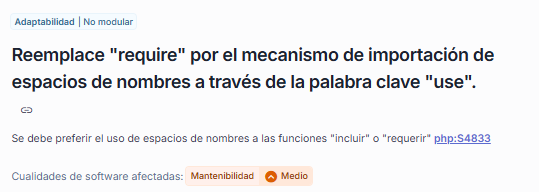 Adaptabilidad | No modular
Reemplace "require" por el mecanismo de importación de
espacios de nombres a través de la palabra clave "use".
Se debe preferir el uso de espacios de nombres a las funciones "incluir" o "requerir" php:S4833
Cualidades de software afectadas: Mantenibilidad Medio